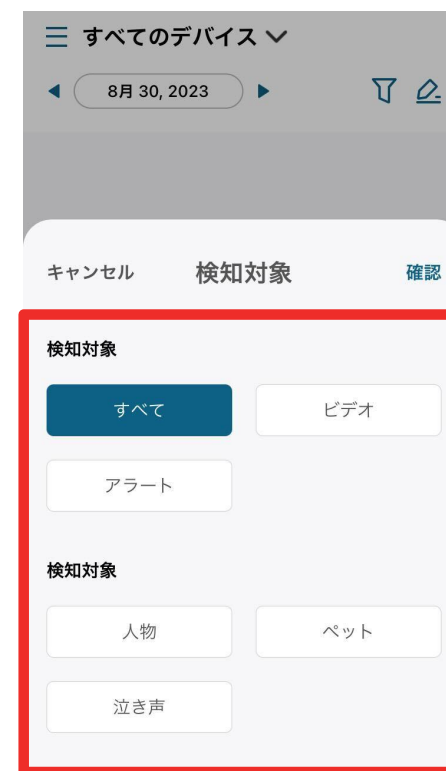 すべてのデバイス
8月 30, 2023
キャンセル 検知対象 確認
検知対象
すべて ビデオ
アラート
検知対象
人物 ペット
泣き声